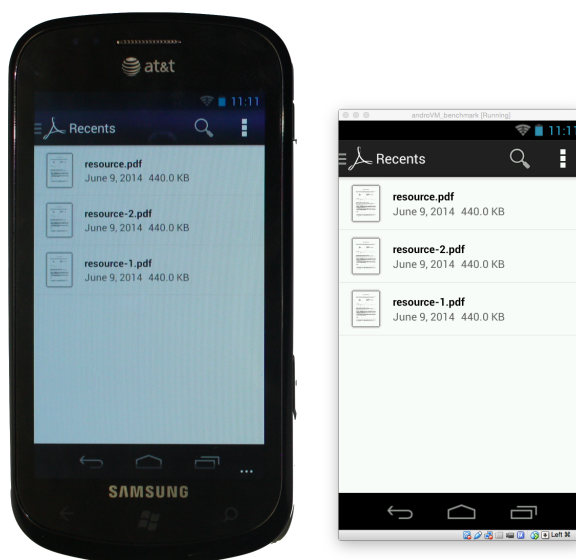 at&t
11:11
Recents
resource.pdf
June 9, 2014 440.0 KB
resource-2.pdf
June 9, 2014 440.0 KB
resource-1.pdf
June 9, 2014 440.0 KB
SAMSUNG
androVM_benchmark [Running]
11:11
Recents
resource.pdf
June 9, 2014 440.0 KB
resource-2.pdf
June 9, 2014 440.0 KB
resource-1.pdf
June 9, 2014 440.0 KB
Left ⌘